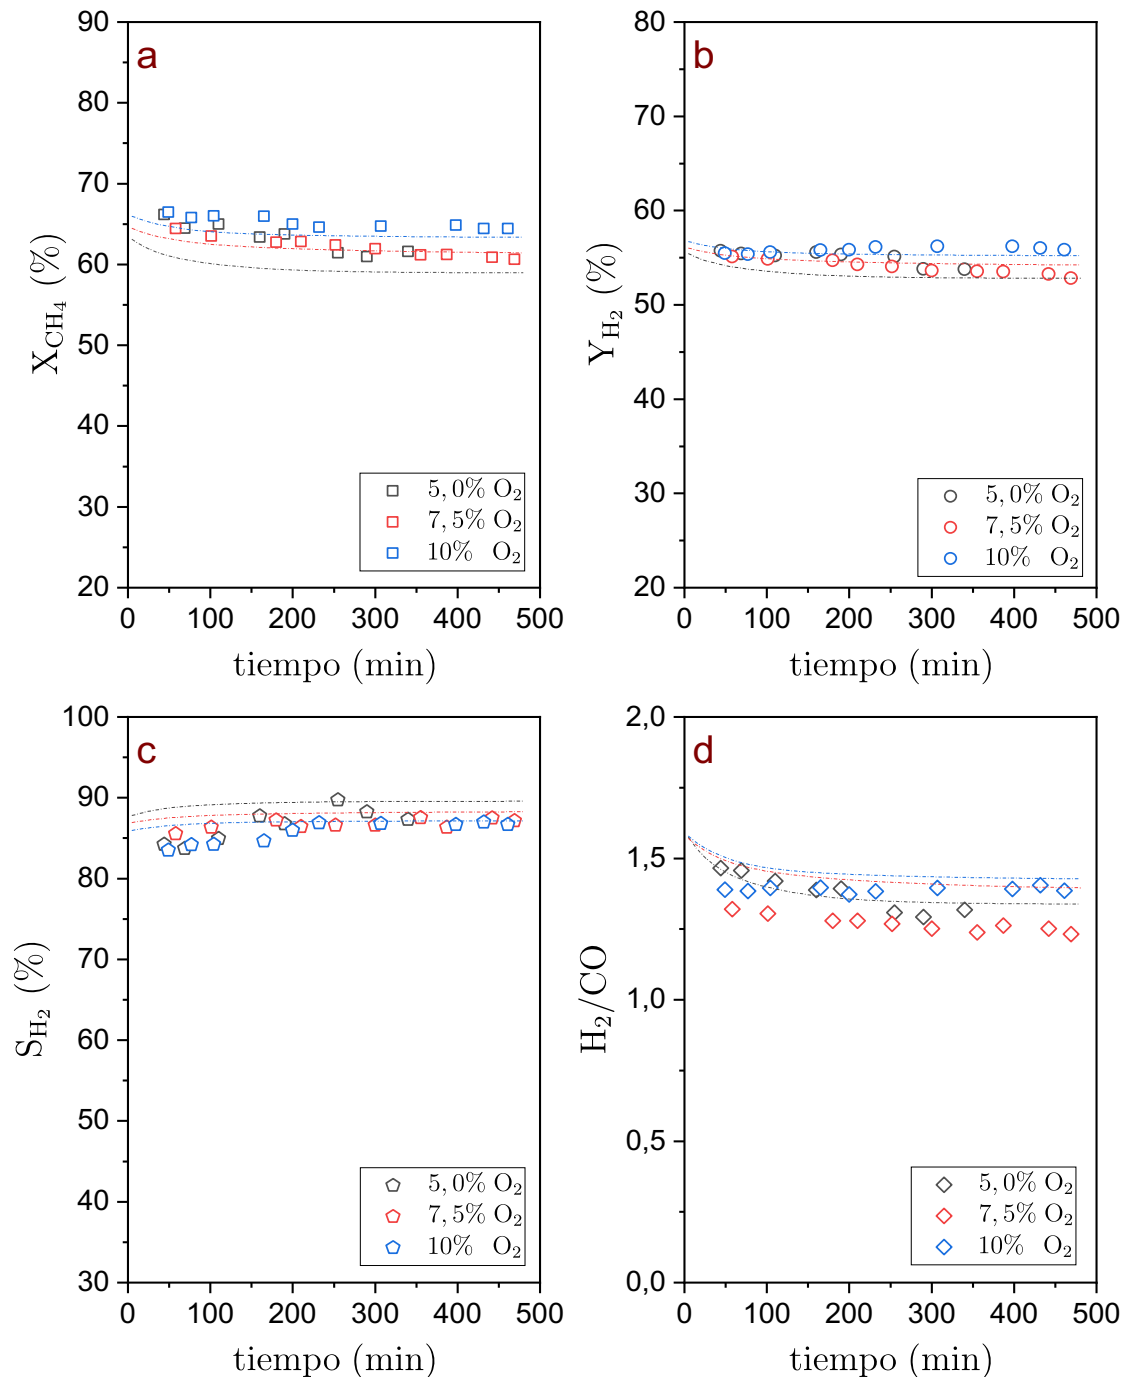 a
X_CH4 (%)
90
80
70
60
50
40
30
20
0 100 200 300 400 500
tiempo (min)
5,0% O2
7,5% O2
10% O2
b
Y_H2 (%)
80
70
60
50
40
30
20
0 100 200 300 400 500
tiempo (min)
5,0% O2
7,5% O2
10% O2
c
S_H2 (%)
100
90
80
70
60
50
40
30
0 100 200 300 400 500
tiempo (min)
5,0% O2
7,5% O2
10% O2
d
H2/CO
2,0
1,5
1,0
0,5
0,0
0 100 200 300 400 500
tiempo (min)
5,0% O2
7,5% O2
10% O2